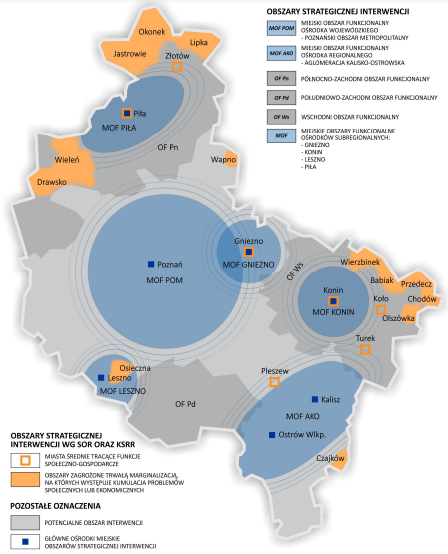 OBSZARY STRATEGICZNEJ INTERWENCJI
MOF POM
MIEJSKI OBSZAR FUNKCJONALNY
OŚRODKA WOJEWÓDZKIEGO
- POZNAŃSKI OBSZAR METROPOLITALNY
MOF AKO
MIEJSKI OBSZAR FUNKCJONALNY
OŚRODKA REGIONALNEGO
- AGLOMERACJA KALISKO-OSTROWSKA
OF Pn
PÓŁNOCNO-ZACHODNI OBSZAR FUNKCJONALNY
OF Pd
POŁUDNIOWO-ZACHODNI OBSZAR FUNKCJONALNY
OF Ws
WSCHODNI OBSZAR FUNKCJONALNY
MOF
MIEJSKIE OBSZARY FUNKCJONALNE
OŚRODKÓW SUBREGIONALNYCH:
- GNIEZNO
- KONIN
- LESZNO
- PIŁA
Okonek
Lipka
Jastrowie
Złotów
Piła
MOF PIŁA
OF Pn
Wieleń
Wapno
Drawsko
Gniezno
MOF GNIEZNO
Poznań
MOF POM
OF Ws
Wierzbinek
Babiak
Przedecz
Konin
Koło
Chodów
MOF KONIN
Olszówka
Turek
Osieczna
Leszno
MOF LESZNO
Pleszew
OF Pd
Kalisz
MOF AKO
Ostrów Wlkp.
Czajków
OBSZARY STRATEGICZNEJ
INTERWENCJI WG SOR ORAZ KSRR
MIASTA ŚREDNIE TRACĄCE FUNKCJE
SPOŁECZNO-GOSPODARCZE
OBSZARY ZAGROŻONE TRWAŁĄ MARGINALIZACJĄ,
NA KTÓRYCH WYSTĘPUJE KUMULACJA PROBLEMÓW
SPOŁECZNYCH LUB EKONOMICZNYCH
POZOSTAŁE OZNACZENIA
POTENCJALNE OBSZAR INTERWENCJI
GŁÓWNE OŚRODKI MIEJSKIE
OBSZARÓW STRATEGICZNEJ INTERWENCJI